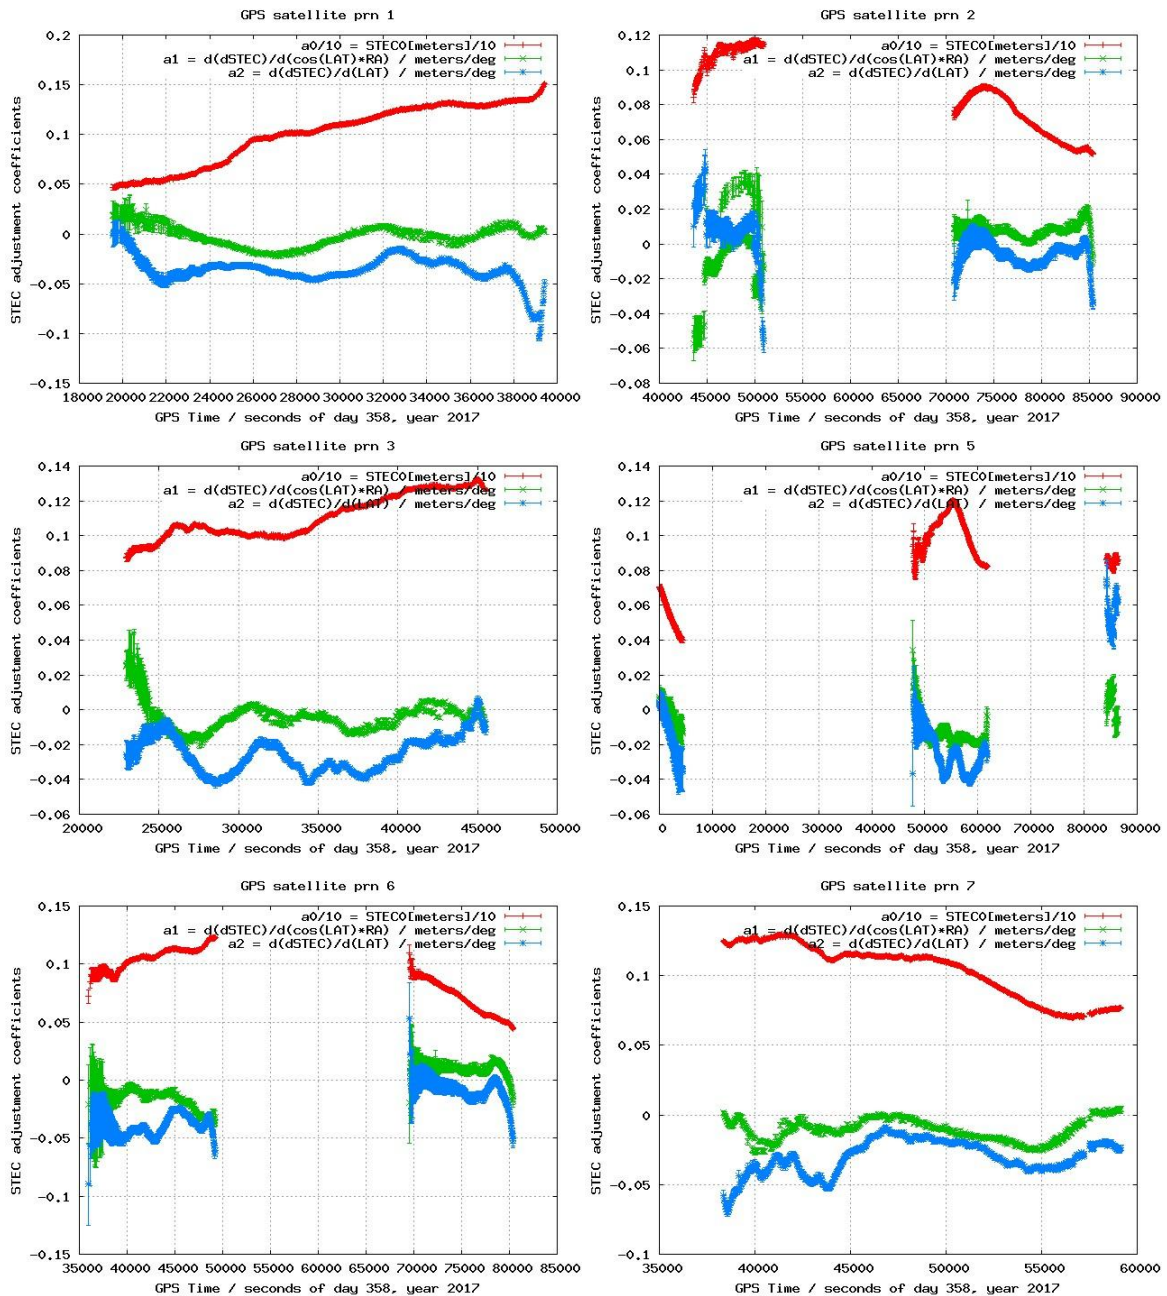 GPS satellite prn 1
a0/10 = STEC0[meters]/10
a1 = d(dSTEC)/d(cos(LAT)*RA) / meters/deg
a2 = d(dSTEC)/d(LAT) / meters/deg
STEC adjustment coefficients
0.2
0.15
0.1
0.05
0
-0.05
-0.1
-0.15
18000 20000 22000 24000 26000 28000 30000 32000 34000 36000 38000 40000
GPS Time / seconds of day 358, year 2017
GPS satellite prn 2
a0/10 = STEC0[meters]/10
a1 = d(dSTEC)/d(cos(LAT)*RA) / meters/deg
a2 = d(dSTEC)/d(LAT) / meters/deg
STEC adjustment coefficients
0.12
0.1
0.08
0.06
0.04
0.02
0
-0.02
-0.04
-0.06
-0.08
40000 45000 50000 55000 60000 65000 70000 75000 80000 85000 90000
GPS Time / seconds of day 358, year 2017
GPS satellite prn 3
a0/10 = STEC0[meters]/10
a1 = d(dSTEC)/d(cos(LAT)*RA) / meters/deg
a2 = d(dSTEC)/d(LAT) / meters/deg
STEC adjustment coefficients
0.14
0.12
0.1
0.08
0.06
0.04
0.02
0
-0.02
-0.04
-0.06
20000 25000 30000 35000 40000 45000 50000
GPS Time / seconds of day 358, year 2017
GPS satellite prn 5
a0/10 = STEC0[meters]/10
a1 = d(dSTEC)/d(cos(LAT)*RA) / meters/deg
a2 = d(dSTEC)/d(LAT) / meters/deg
STEC adjustment coefficients
0.14
0.12
0.1
0.08
0.06
0.04
0.02
0
-0.02
-0.04
-0.06
0 10000 20000 30000 40000 50000 60000 70000 80000 90000
GPS Time / seconds of day 358, year 2017
GPS satellite prn 6
a0/10 = STEC0[meters]/10
a1 = d(dSTEC)/d(cos(LAT)*RA) / meters/deg
a2 = d(dSTEC)/d(LAT) / meters/deg
STEC adjustment coefficients
0.15
0.1
0.05
0
-0.05
-0.1
-0.15
35000 40000 45000 50000 55000 60000 65000 70000 75000 80000 85000
GPS Time / seconds of day 358, year 2017
GPS satellite prn 7
a0/10 = STEC0[meters]/10
a1 = d(dSTEC)/d(cos(LAT)*RA) / meters/deg
a2 = d(dSTEC)/d(LAT) / meters/deg
STEC adjustment coefficients
0.15
0.1
0.05
0
-0.05
-0.1
35000 40000 45000 50000 55000 60000
GPS Time / seconds of day 358, year 2017